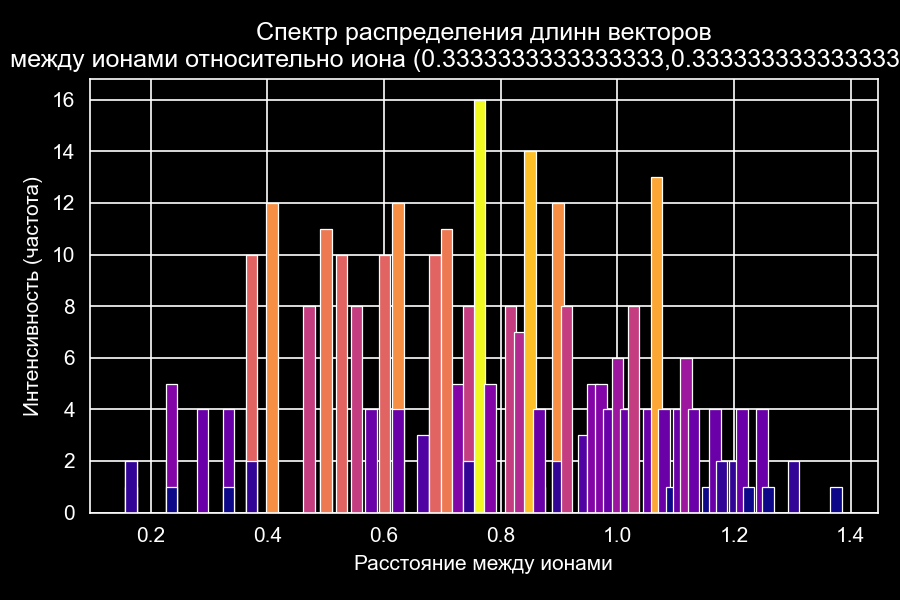 Спектр распределения длинн векторов
между ионами относительно иона (0.3333333333333333,0.333333333333333
Интенсивность (частота)
16
14
12
10
8
6
4
2
0
0.2 0.4 0.6 0.8 1.0 1.2 1.4
Расстояние между ионами